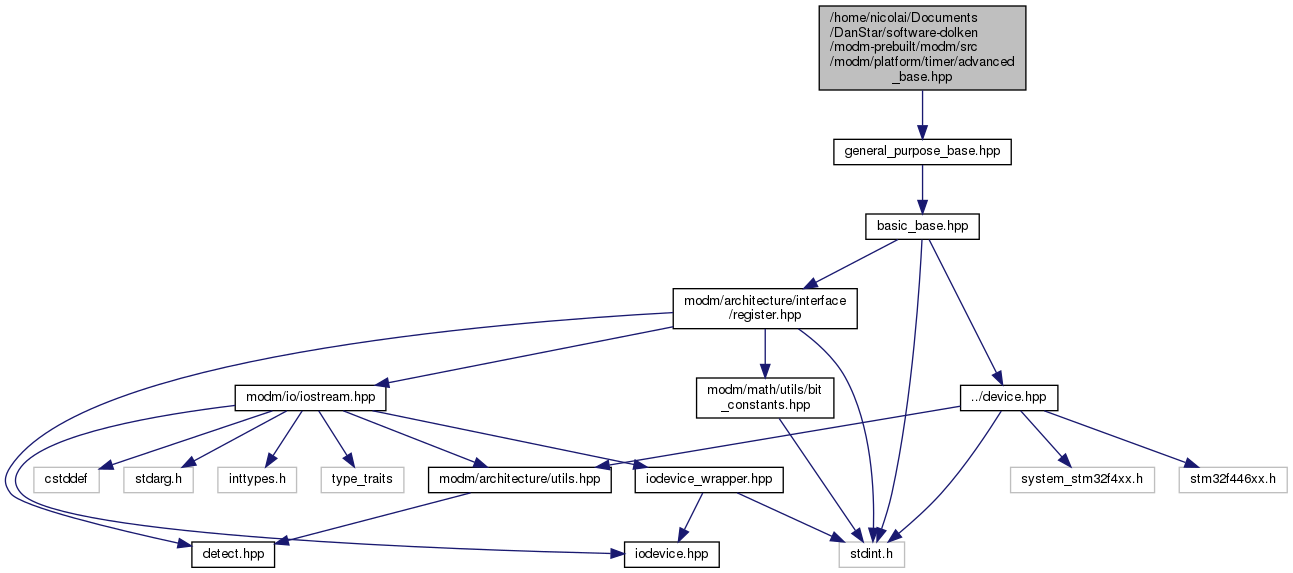 /home/nicolai/Documents
/DanStar/software-dolken
/modm-prebuilt/modm/src
/modm/platform/timer/advanced
_base.hpp
general_purpose_base.hpp
basic_base.hpp
modm/architecture/interface
/register.hpp
modm/io/iostream.hpp
modm/math/utils/bit
_constants.hpp
../device.hpp
cstddef
stdarg.h
inttypes.h
type_traits
modm/architecture/utils.hpp
iodevice_wrapper.hpp
system_stm32f4xx.h
stm32f446xx.h
detect.hpp
iodevice.hpp
stdint.h